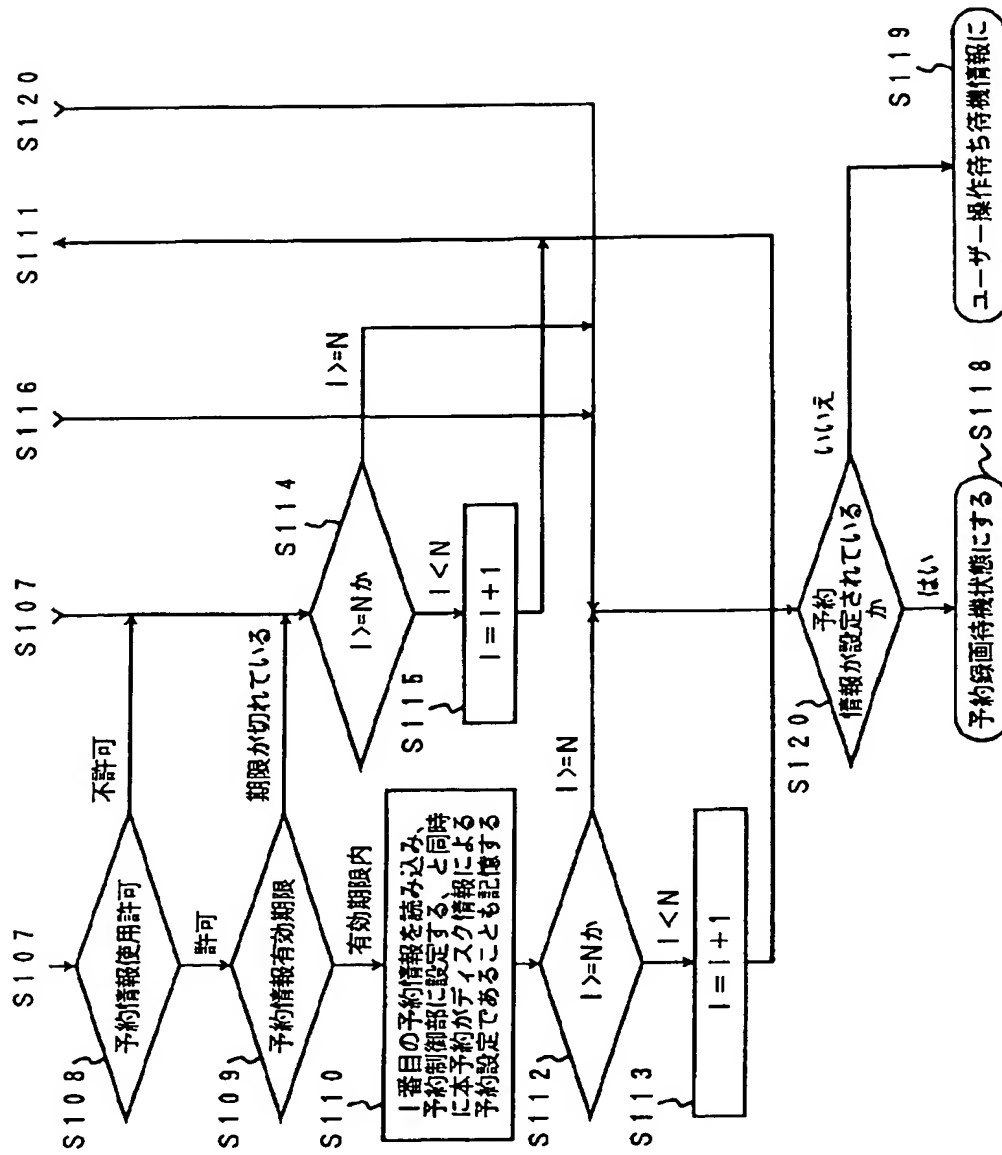 S107
S107
S116
S111
S120
S108
予約情報使用許可
不許可
許可
S109
予約情報有効期限
期限が切れている
有効期限内
S110
I番目の予約情報を読み込み、
予約制御部に設定する、と同時
に本予約がディスク情報による
予約設定であることも記憶する
S114
I>=Nか
I>=N
I<N
S115
I=I+1
S112
I>=Nか
I>=N
I<N
S113
I=I+1
S120
予約
情報が設定されている
か
いいえ
はい
S119
予約録画待機状態にする
S118
ユーザー操作待ち待機情報に